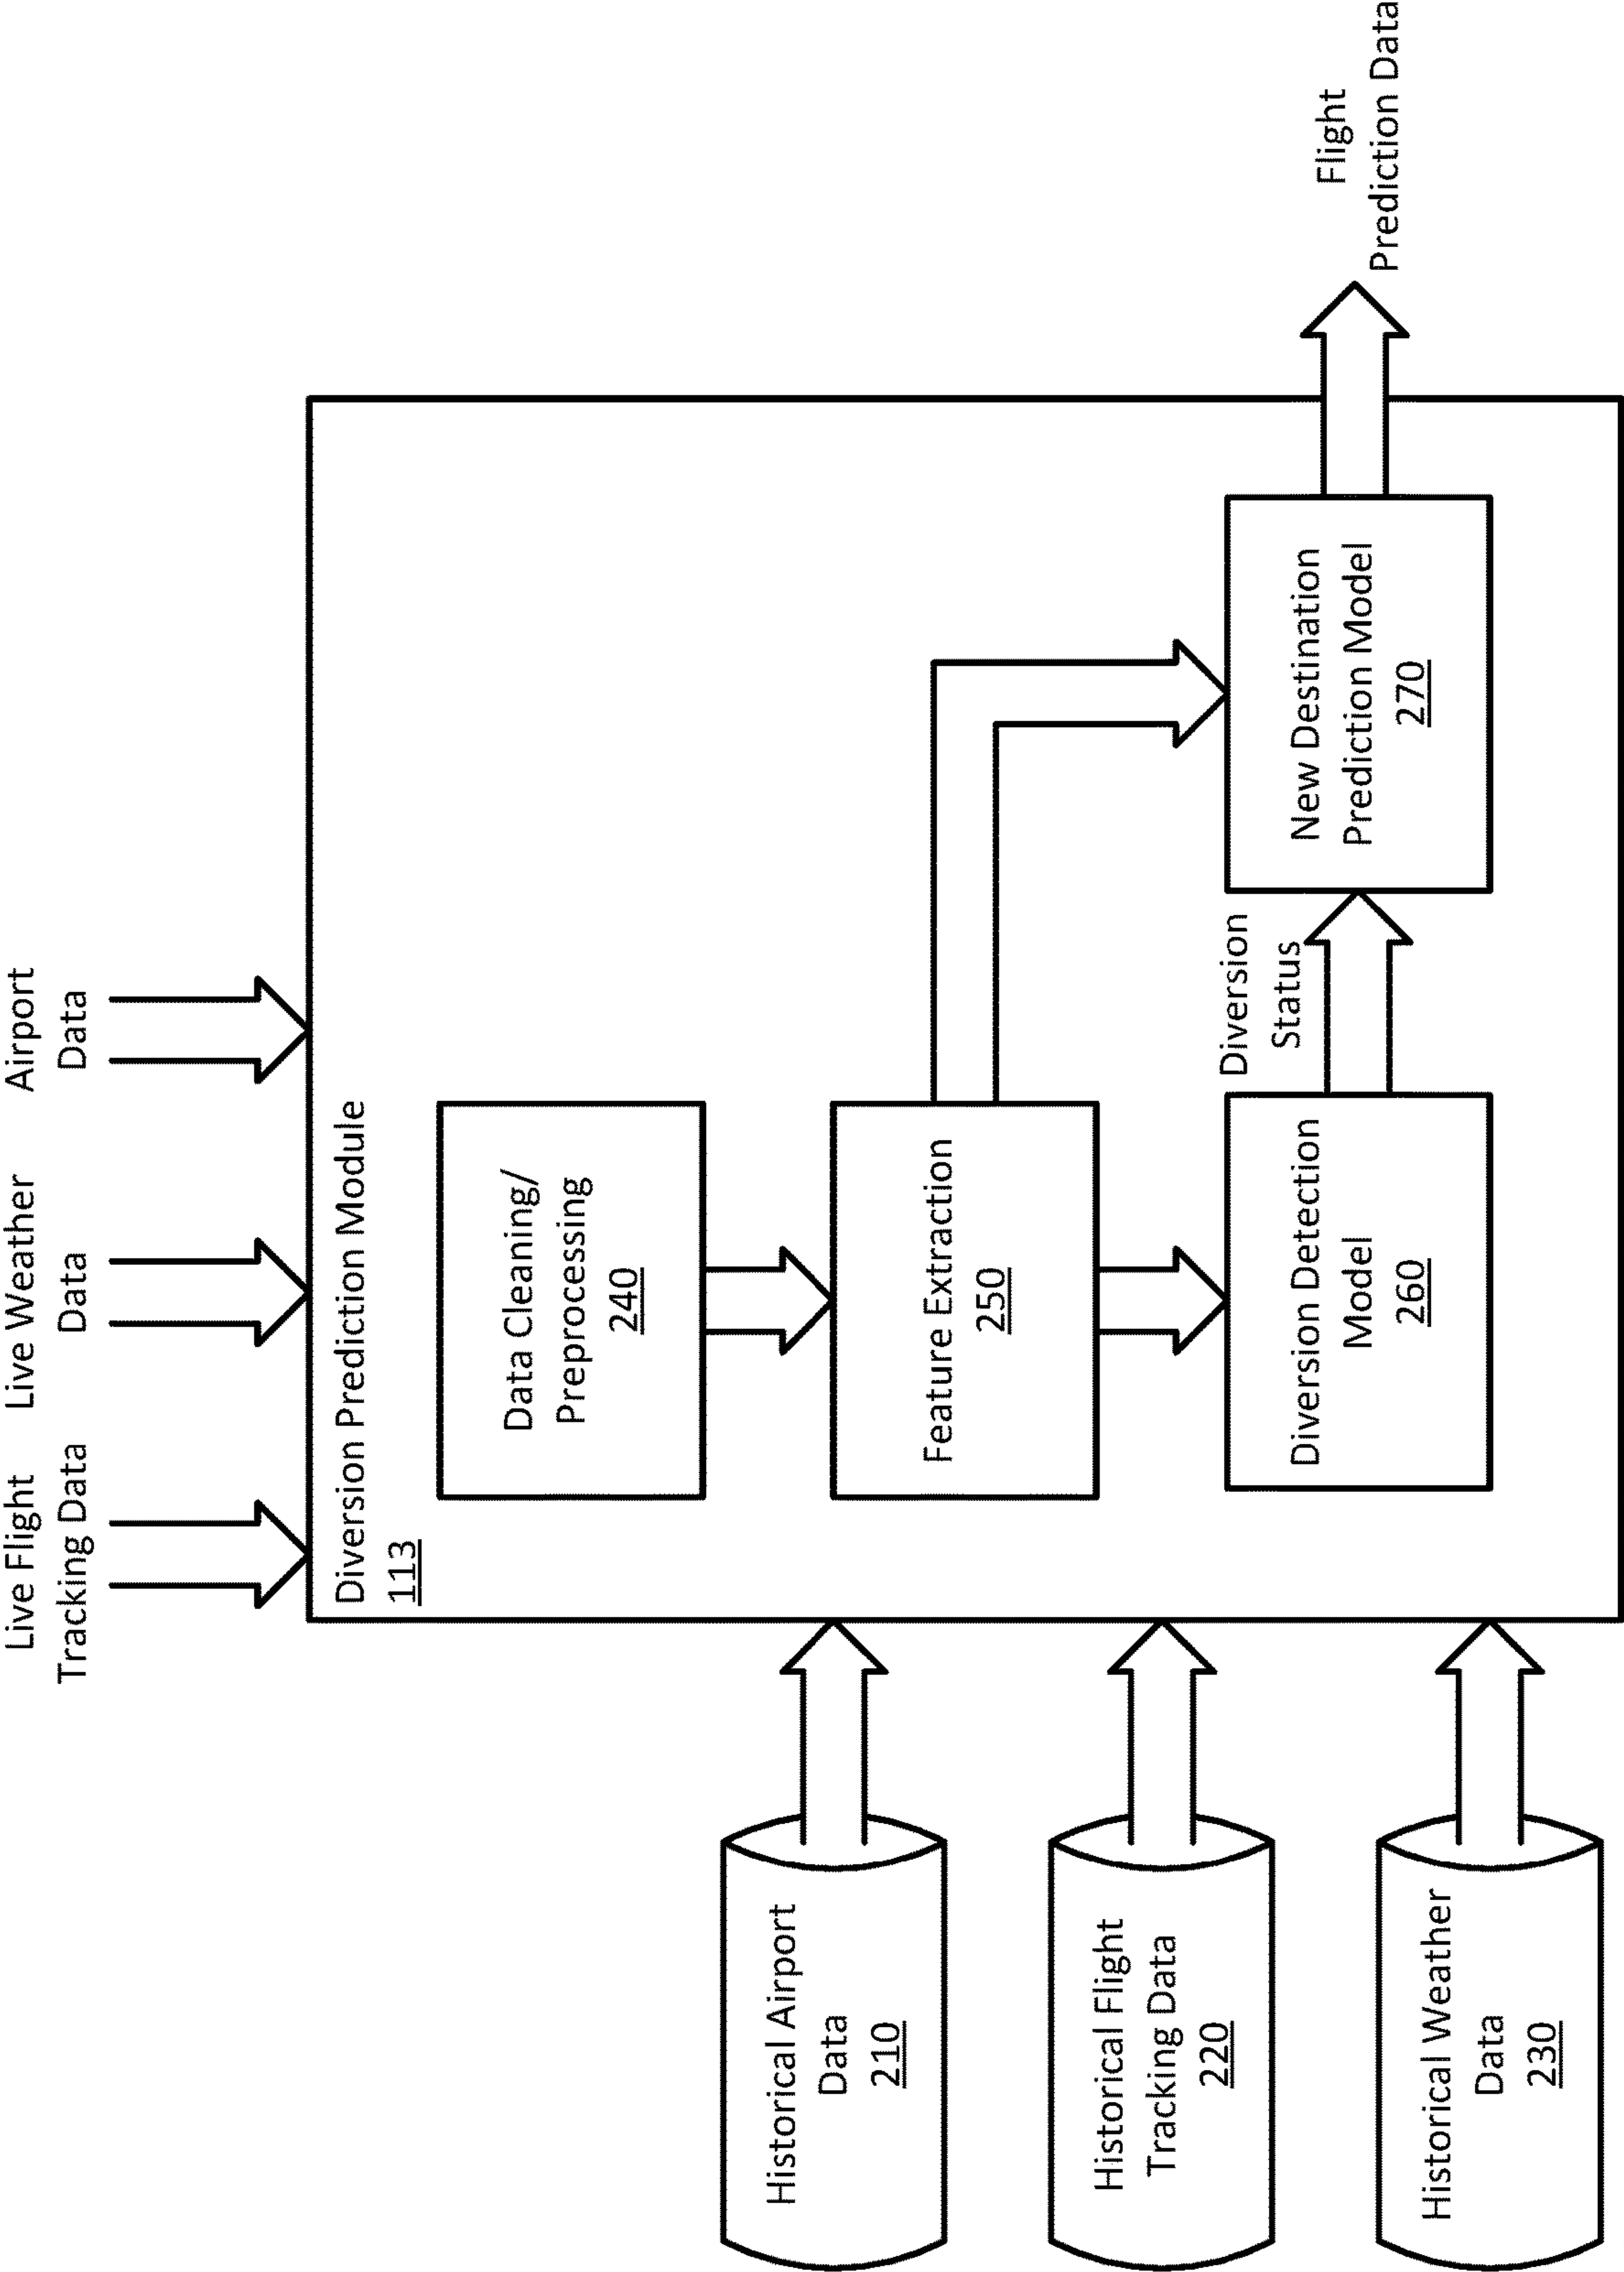 Live Flight
Tracking Data
Live Weather
Data
Airport
Data
Diversion Prediction Module
113
Historical Airport
Data
210
Historical Flight
Tracking Data
220
Historical Weather
Data
230
Data Cleaning/
Preprocessing
240
Feature Extraction
250
Diversion Detection
Model
260
Diversion
Status
New Destination
Prediction Model
270
Flight
Prediction Data